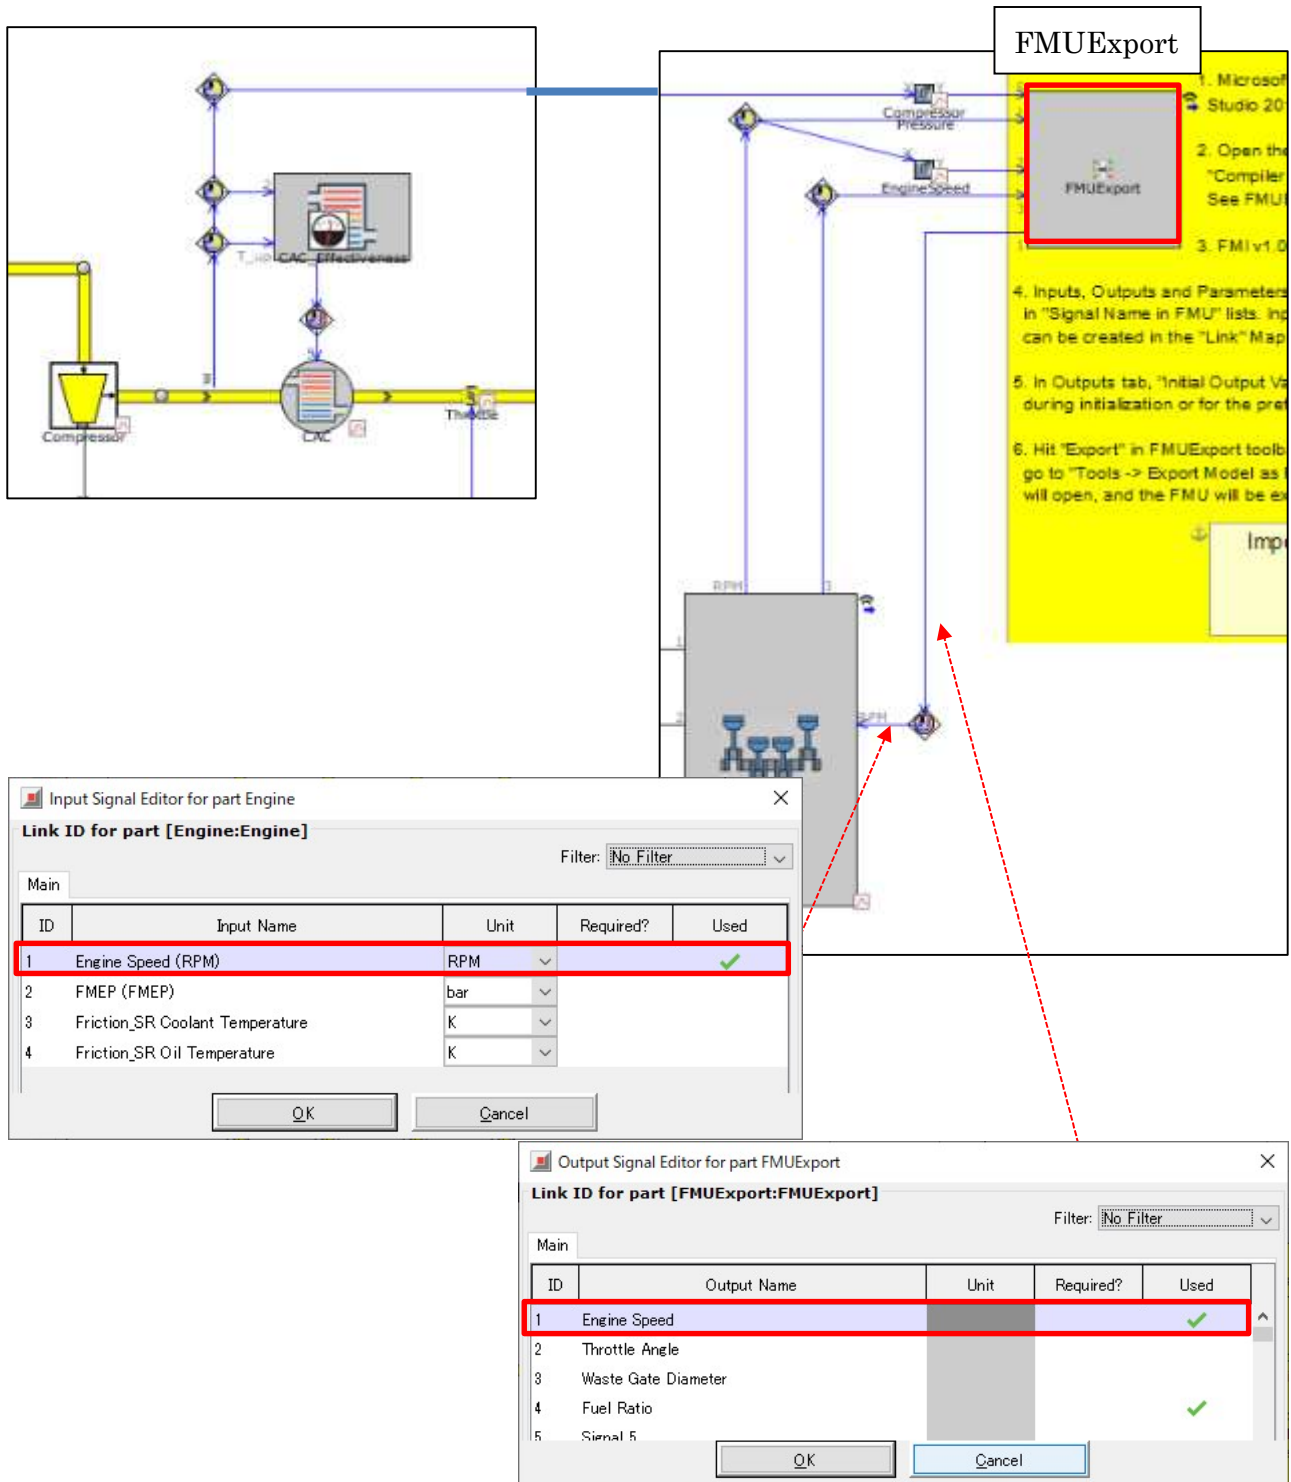 FMUExport
1. Microsof
Studio 20
2. Open the
"Compiler
See FMUE
3. FMI v1.0
4. Inputs, Outputs and Parameters
in "Signal Name in FMU" lists. Inp
can be created in the "Link" Map
5. In Outputs tab, "Initial Output Va
during initialization or for the pref
6. Hit "Export" in FMUExport toolb
go to "Tools -> Export Model as
will open, and the FMU will be ex
Impo
Compressor
Pressure
EngineSpeed
FMUExport
CAC_Effectiveness
Compressor
CAC
Throttle
RPM
3
1
2
RPM
Input Signal Editor for part Engine
Link ID for part [Engine:Engine]
Filter: No Filter
Main
ID Input Name Unit Required? Used
1 Engine Speed (RPM) RPM
2 FMEP (FMEP) bar
3 Friction_SR Coolant Temperature K
4 Friction_SR Oil Temperature K
OK Cancel
Output Signal Editor for part FMUExport
Link ID for part [FMUExport:FMUExport]
Filter: No Filter
Main
ID Output Name Unit Required? Used
1 Engine Speed
2 Throttle Angle
3 Waste Gate Diameter
4 Fuel Ratio
5 Signal 5
OK Cancel